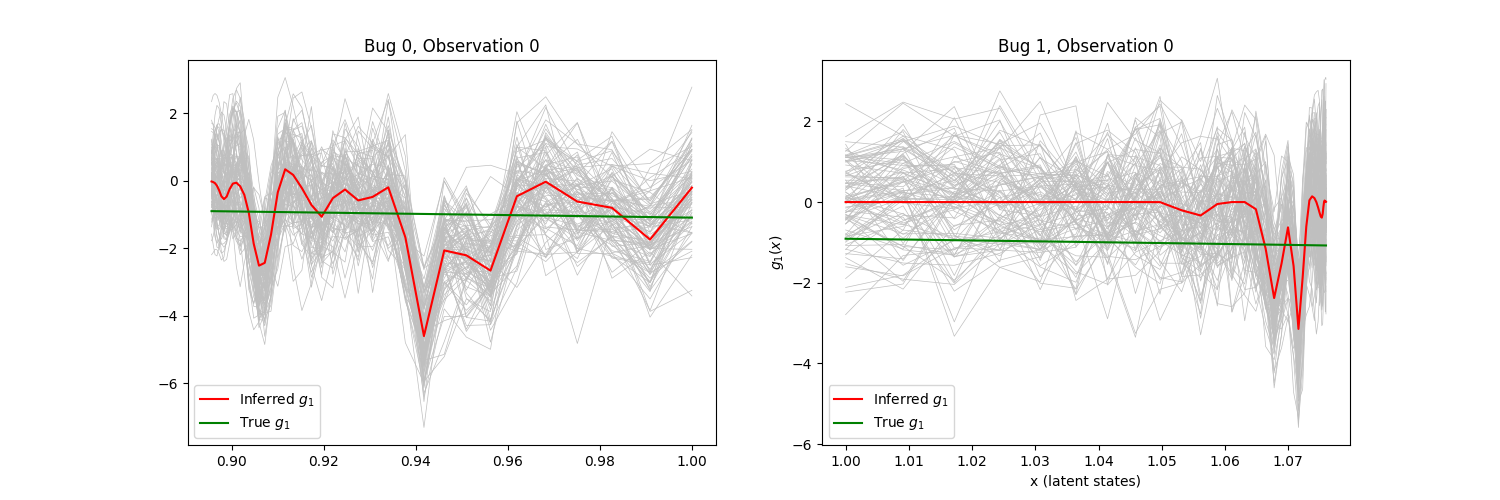 Bug 0, Observation 0
2
0
−2
−4
−6
0.90 0.92 0.94 0.96 0.98 1.00
Inferred g₁
True g₁
Bug 1, Observation 0
g₁(x)
2
0
−2
−4
−6
1.00 1.01 1.02 1.03 1.04 1.05 1.06 1.07
x (latent states)
Inferred g₁
True g₁